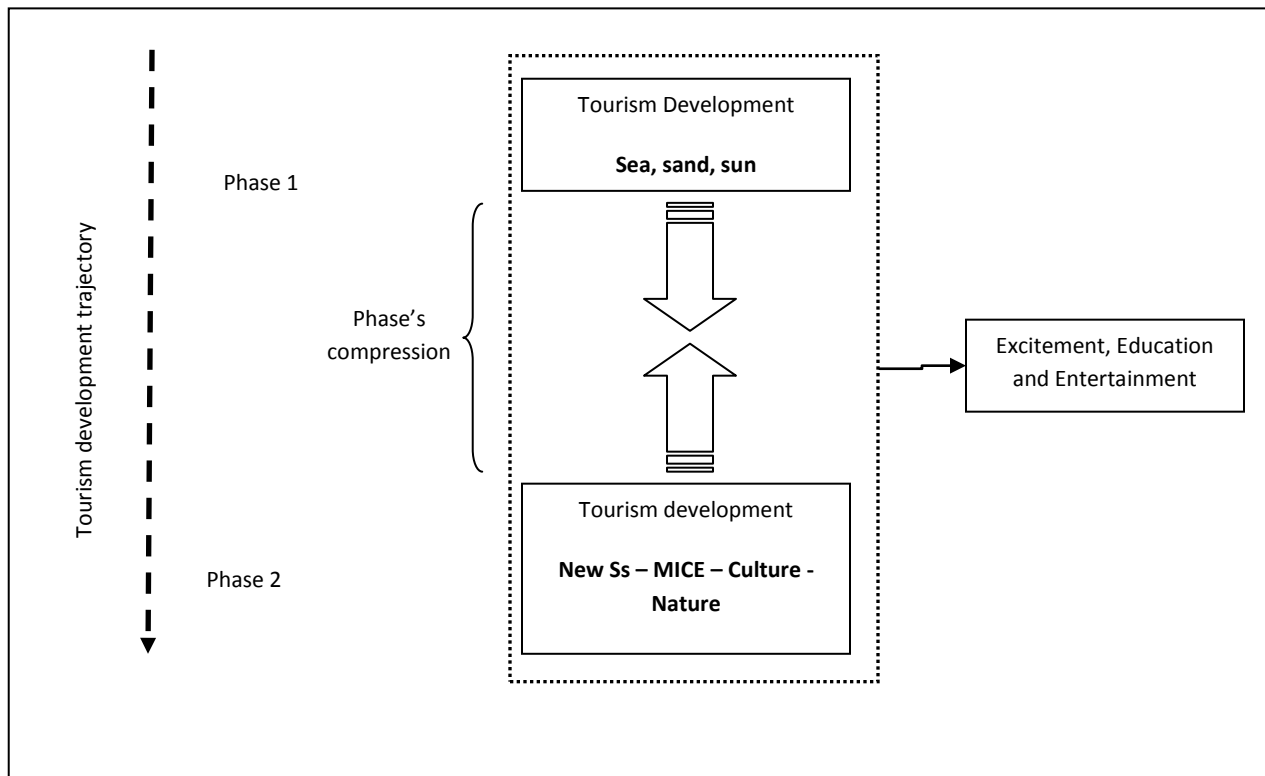 Tourism development trajectory
Phase 1
Phase's
compression
Phase 2
Tourism Development
Sea, sand, sun
Tourism development
New Ss – MICE – Culture -
Nature
Excitement, Education
and Entertainment